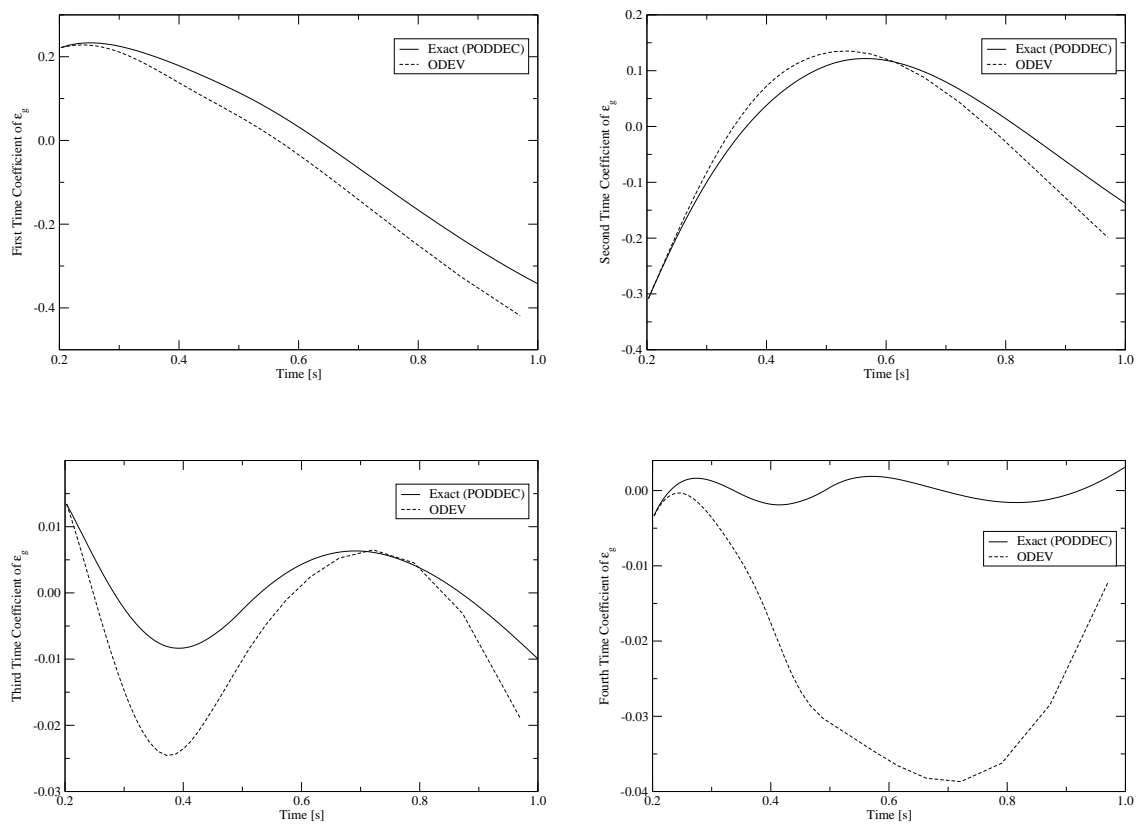 First Time Coefficient of εg
0.2
0.0
-0.2
-0.4
Exact (PODDEC)
ODEV
0.2
0.4
0.6
0.8
1.0
Time [s]
Second Time Coefficient of εg
0.2
0.1
0.0
-0.1
-0.2
-0.3
-0.4
Exact (PODDEC)
ODEV
0.2
0.4
0.6
0.8
1.0
Time [s]
Third Time Coefficient of εg
0.01
0.00
-0.01
-0.02
-0.03
Exact (PODDEC)
ODEV
0.2
0.4
0.6
0.8
1.0
Time [s]
Fourth Time Coefficient of εg
0.00
-0.01
-0.02
-0.03
-0.04
Exact (PODDEC)
ODEV
0.2
0.4
0.6
0.8
1.0
Time [s]